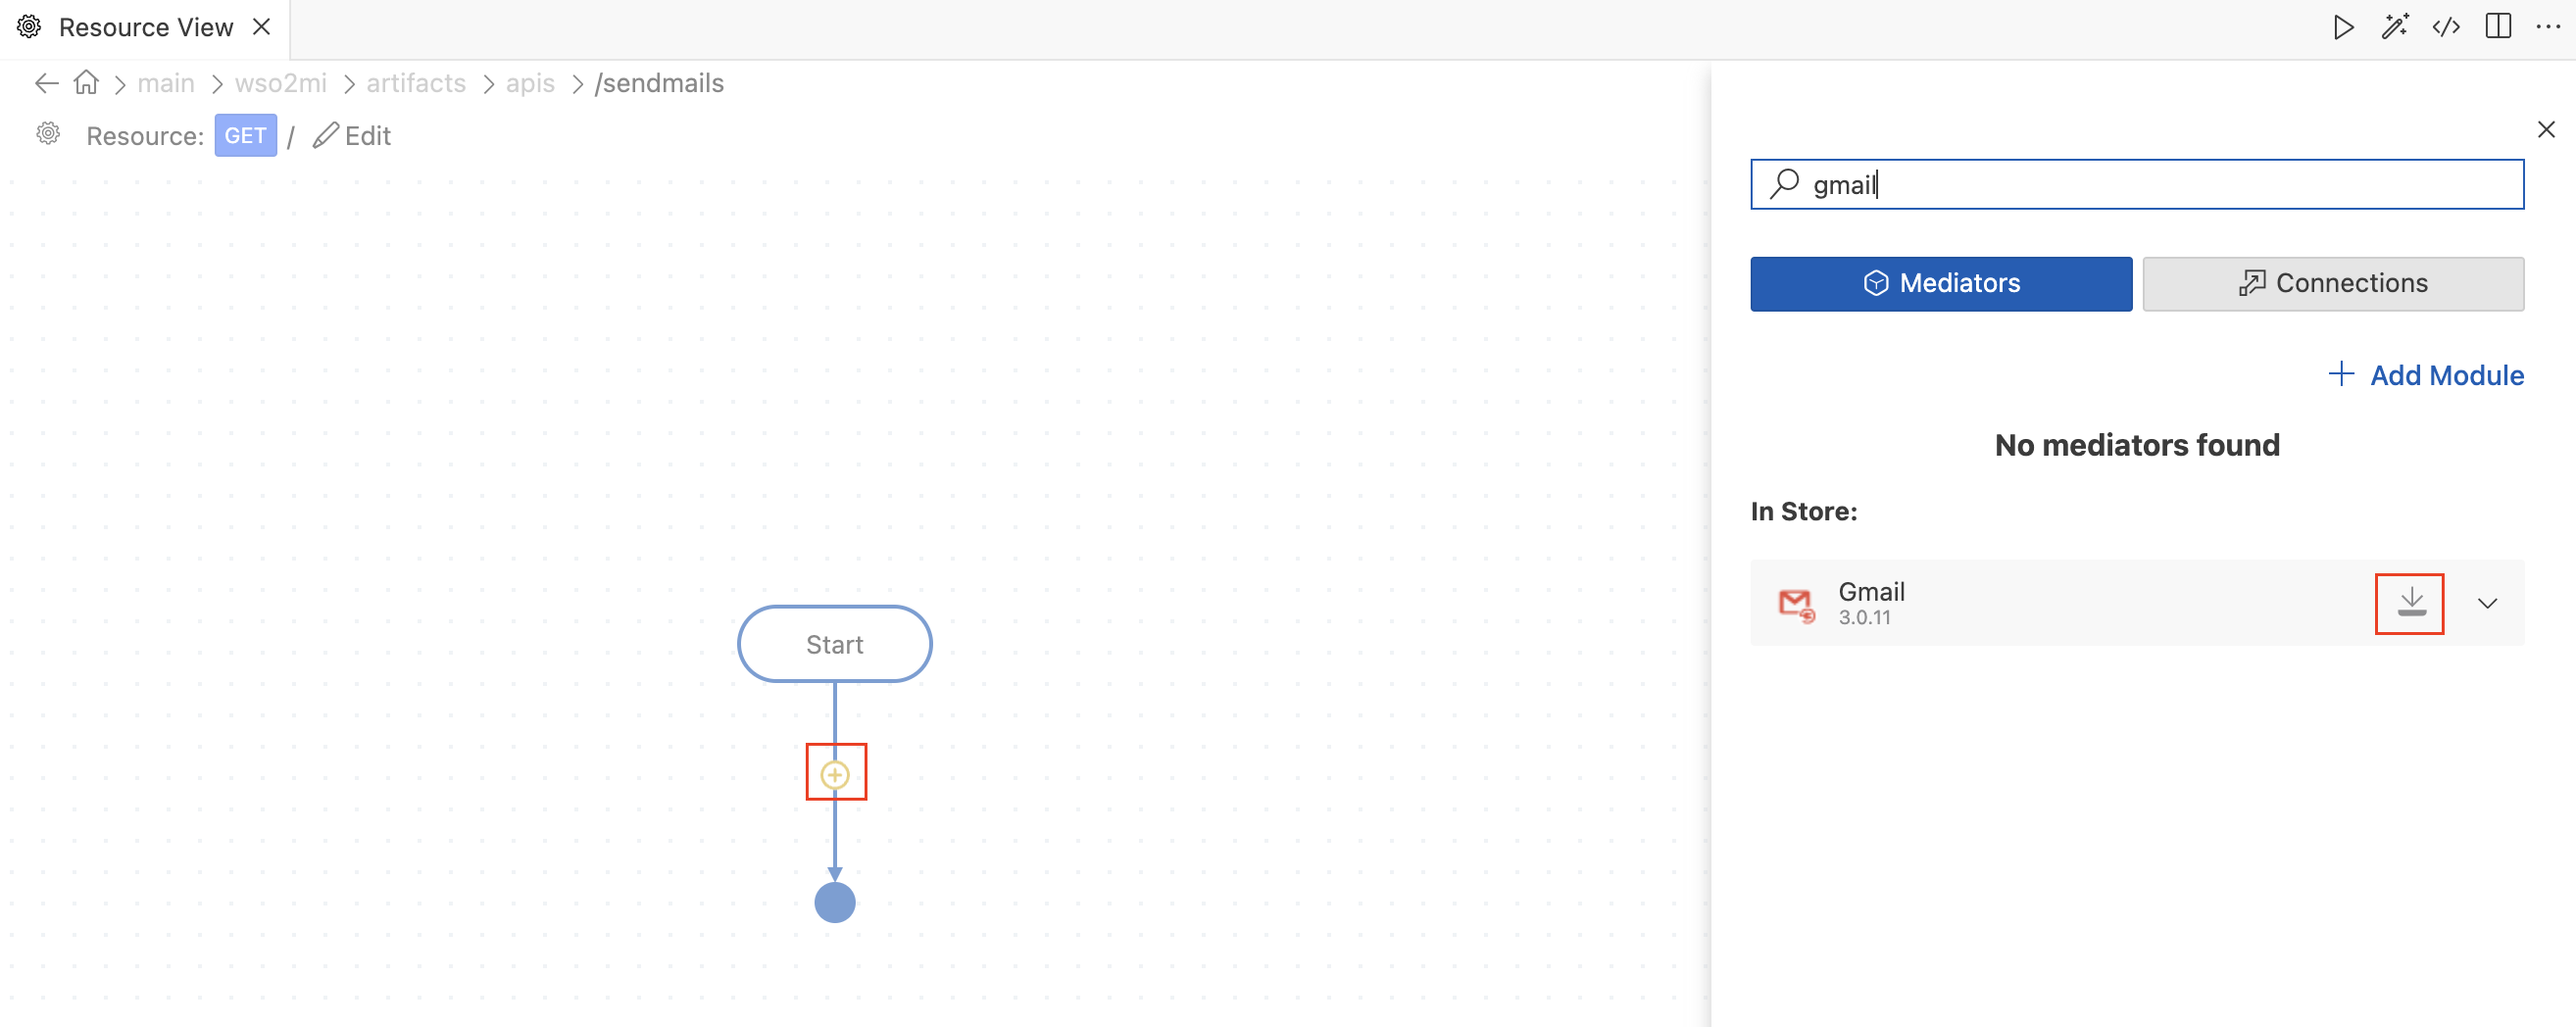 Resource View
main wso2mi artifacts apis /sendmails
Resource: GET / Edit
gmail
Mediators
Connections
Add Module
No mediators found
In Store:
Gmail
3.0.11
Start